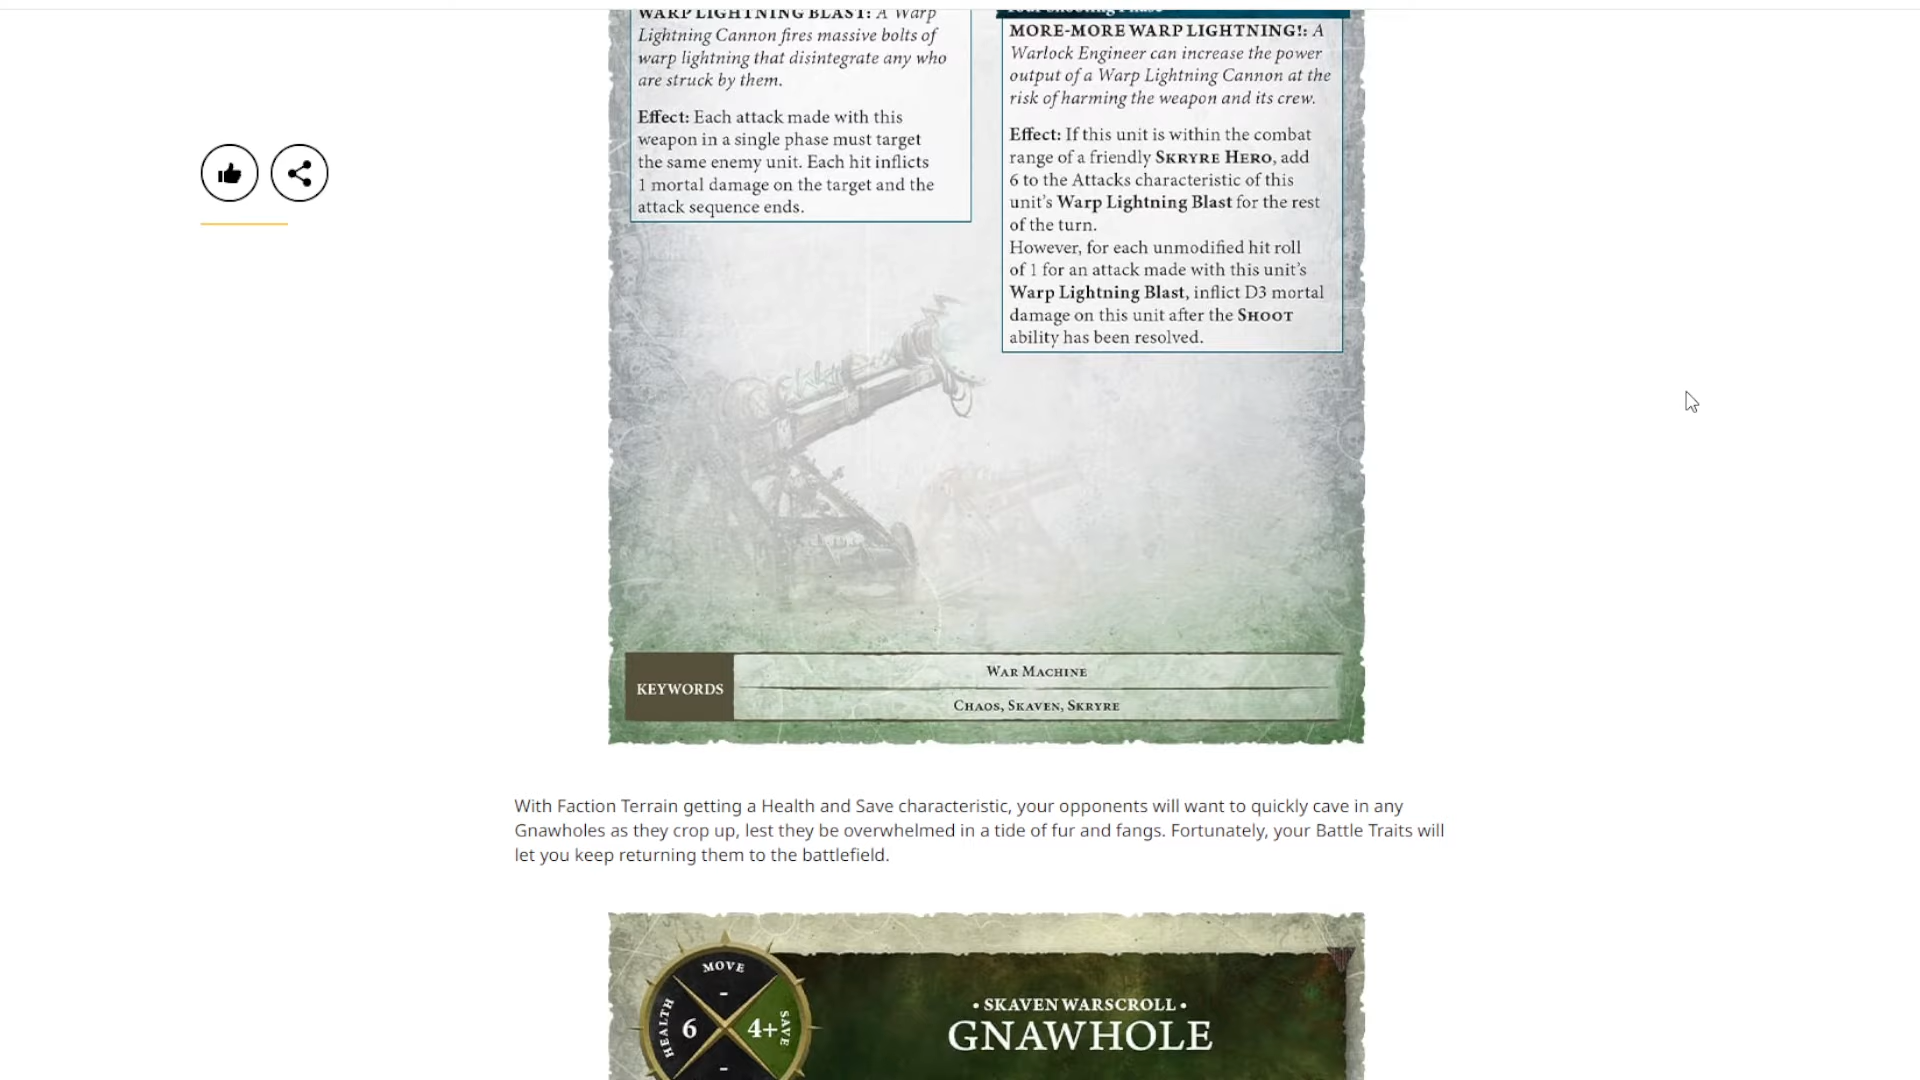 WARP LIGHTNING BLAST: A Warp
Lightning Cannon fires massive bolts of
warp lightning that disintegrate any who
are struck by them.
Effect: Each attack made with this
weapon in a single phase must target
the same enemy unit. Each hit inflicts
1 mortal damage on the target and the
attack sequence ends.
Your Shooting Phase
MORE-MORE WARP LIGHTNING!: A
Warlock Engineer can increase the power
output of a Warp Lightning Cannon at the
risk of harming the weapon and its crew.
Effect: If this unit is within the combat
range of a friendly SKRYRE HERO, add
6 to the Attacks characteristic of this
unit's Warp Lightning Blast for the rest
of the turn.
However, for each unmodified hit roll
of 1 for an attack made with this unit's
Warp Lightning Blast, inflict D3 mortal
damage on this unit after the SHOOT
ability has been resolved.
KEYWORDS
WAR MACHINE
CHAOS, SKAVEN, SKRYRE
With Faction Terrain getting a Health and Save characteristic, your opponents will want to quickly cave in any
Gnawholes as they crop up, lest they be overwhelmed in a tide of fur and fangs. Fortunately, your Battle Traits will
let you keep returning them to the battlefield.
MOVE
-
HEALTH
6
4+
SAVE
-
• SKAVEN WARSCROLL •
GNAWHOLE